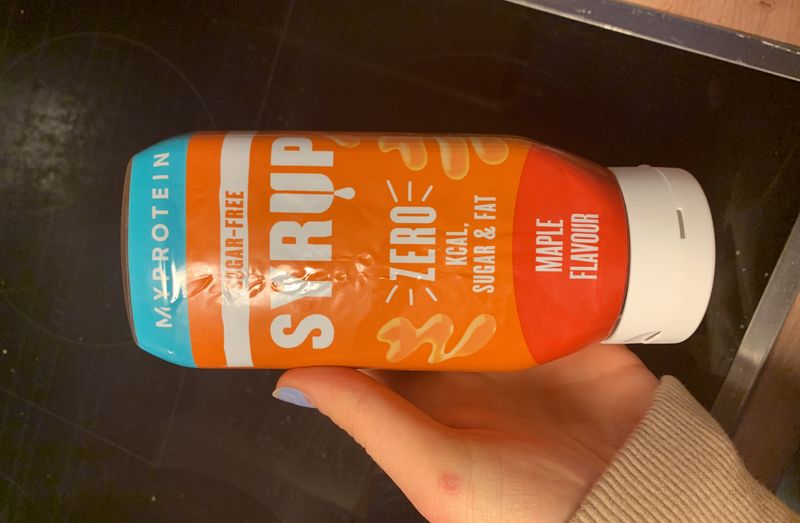 MYPROTEIN
SUGAR-FREE
SYRUP
ZERO
KCAL,
SUGAR & FAT
MAPLE
FLAVOUR